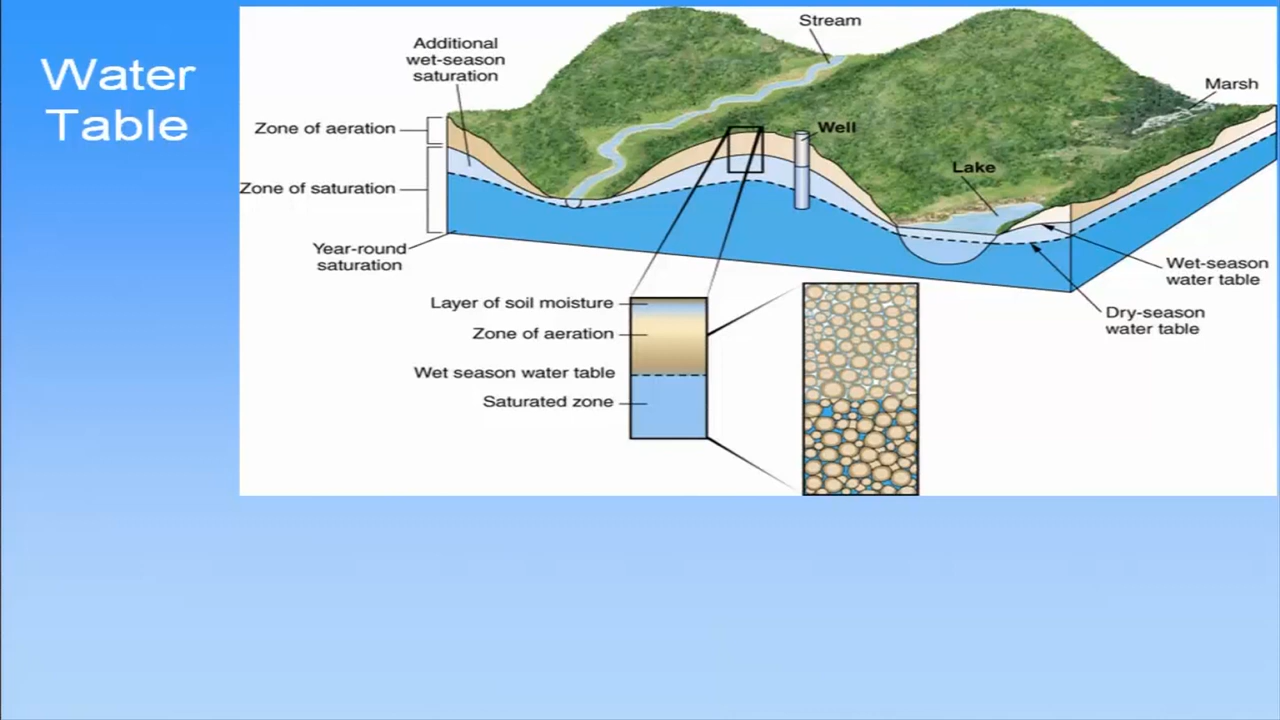 Water
Table
Stream
Additional
wet-season
saturation
Marsh
Zone of aeration
Well
Lake
Zone of saturation
Year-round
saturation
Wet-season
water table
Dry-season
water table
Layer of soil moisture
Zone of aeration
Wet season water table
Saturated zone